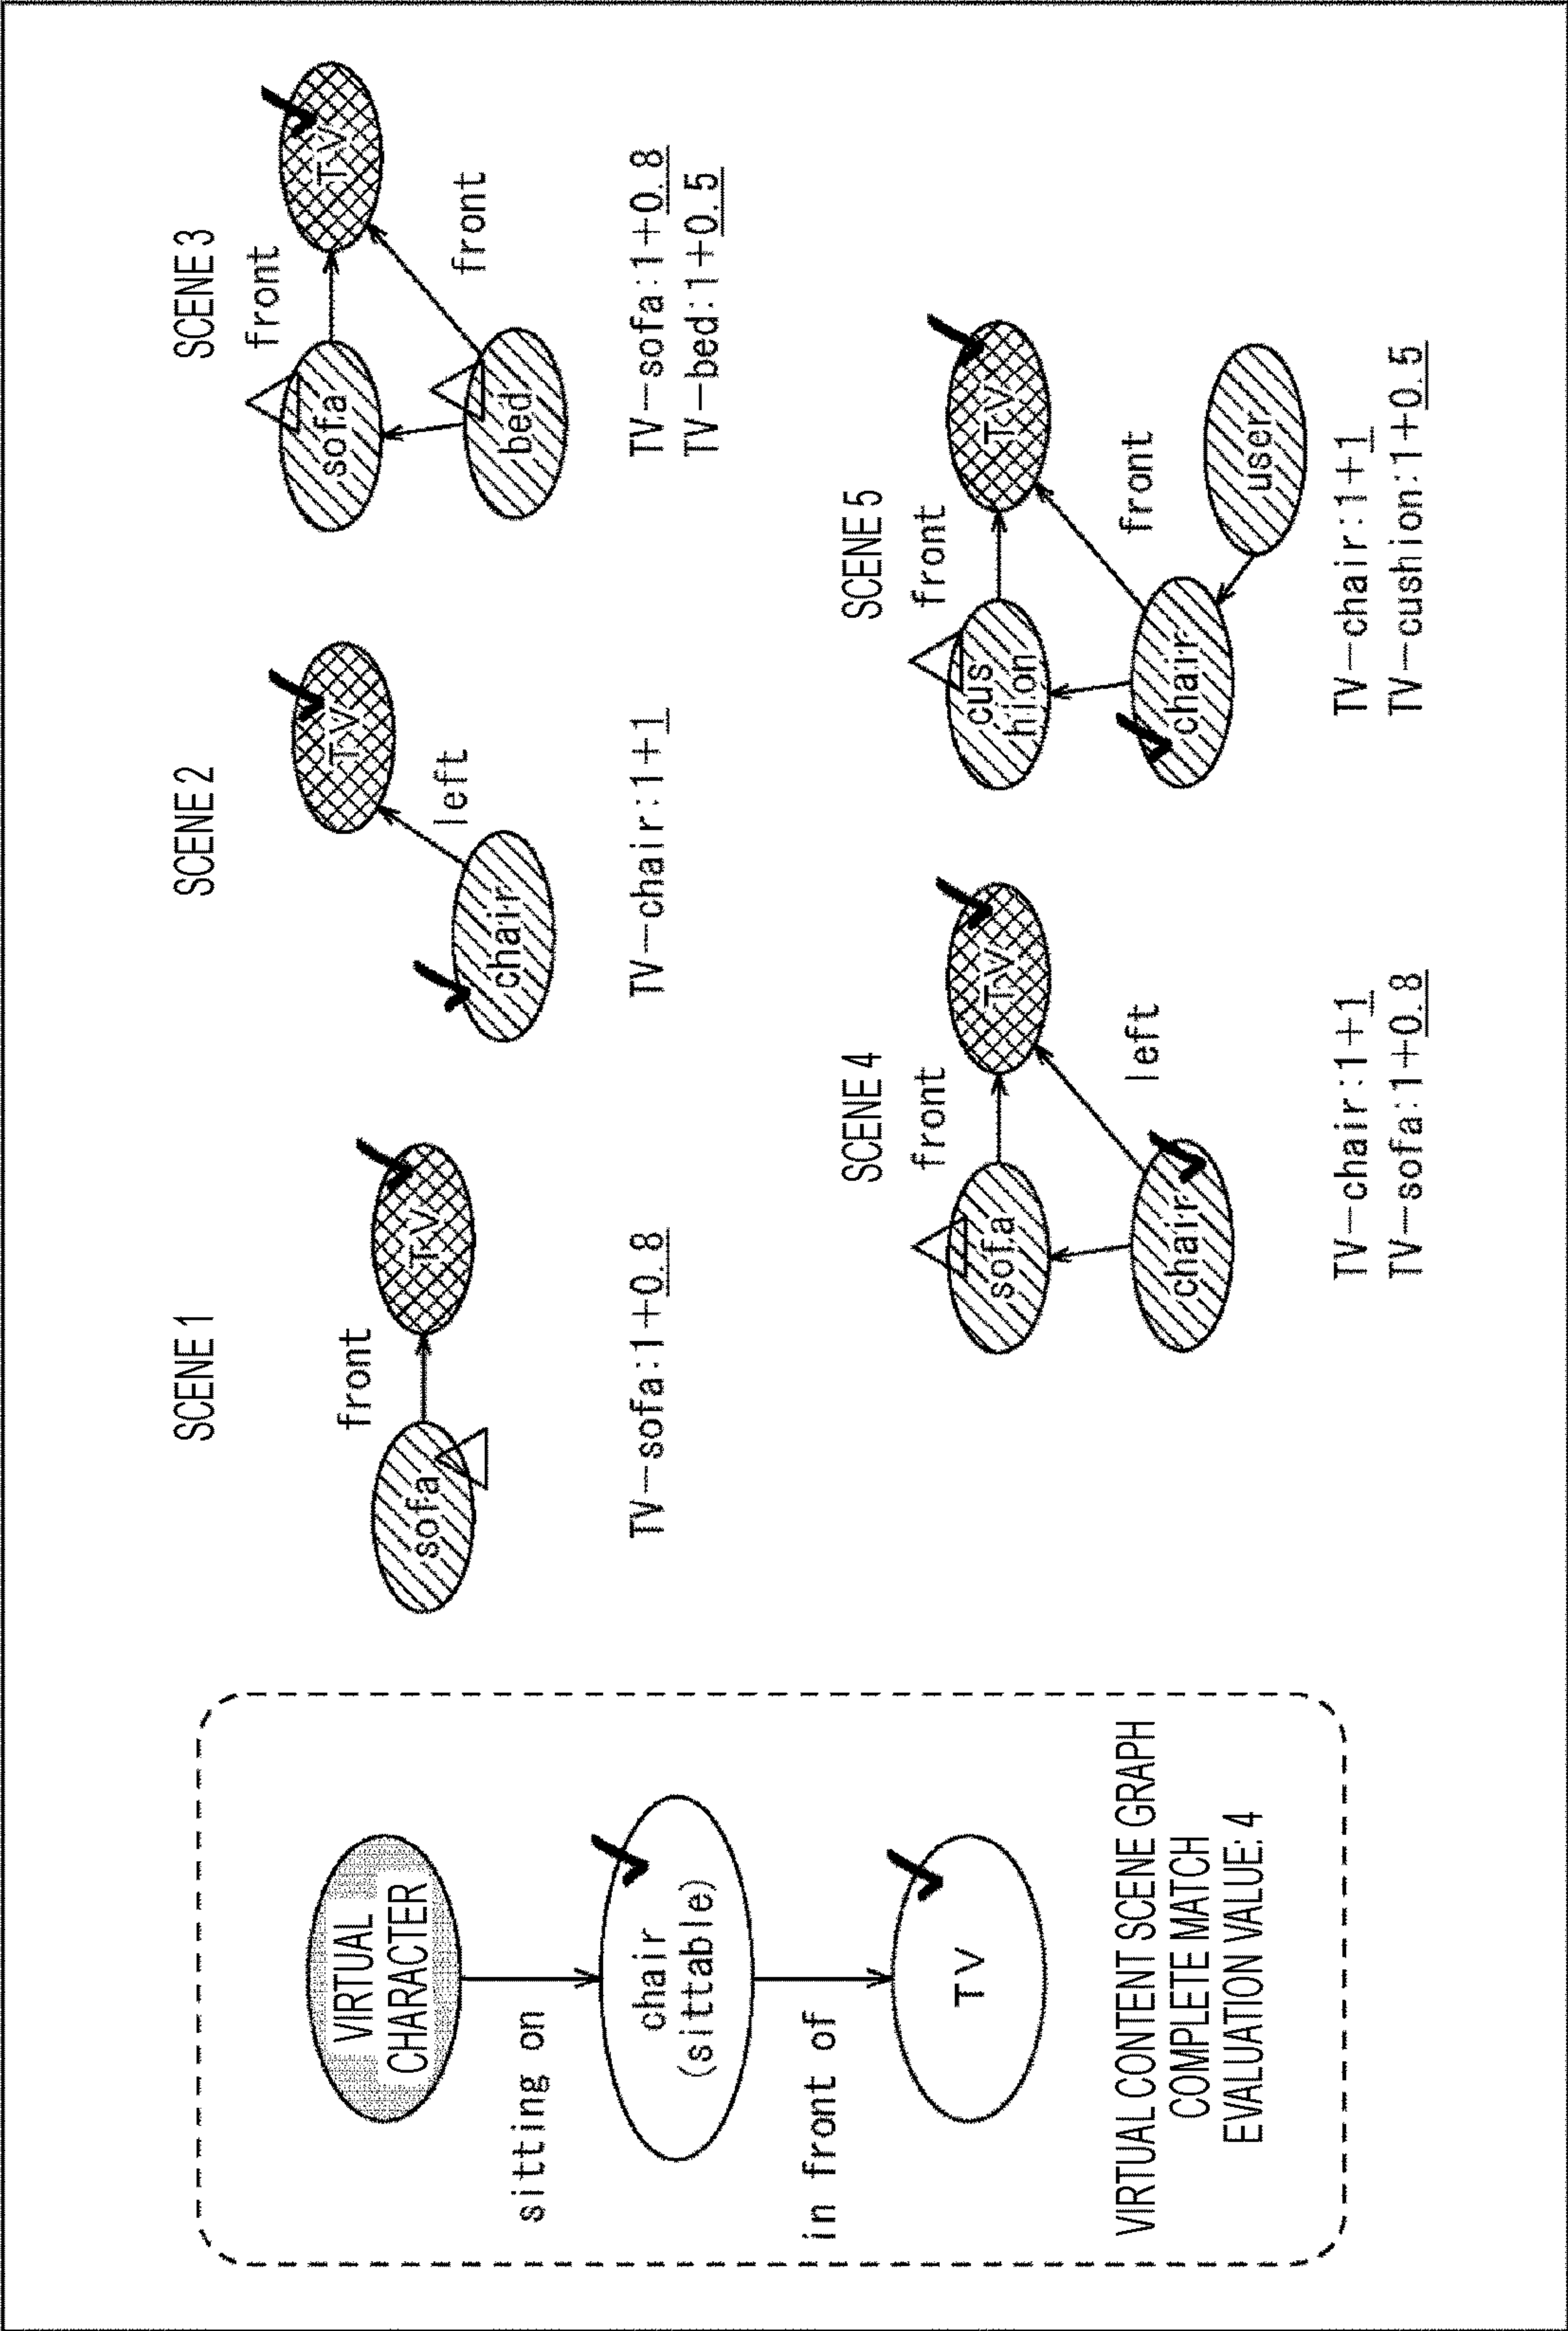 VIRTUAL
CHARACTER
sitting on
chair
(sittable)
in front of
TV
VIRTUAL CONTENT SCENE GRAPH
COMPLETE MATCH
EVALUATION VALUE: 4
SCENE 1
front
sofa
TV
TV—sofa:1+0.8
SCENE 2
TV
left
chair
TV—chair:1+1
SCENE 3
front
sofa
TV
front
bed
TV—sofa:1+0.8
TV—bed:1+0.5
SCENE 4
front
sofa
TV
left
chair
TV—chair:1+1
TV—sofa:1+0.8
SCENE 5
front
cus
hion
TV
front
chair
user
TV—chair:1+1
TV—cushion:1+0.5